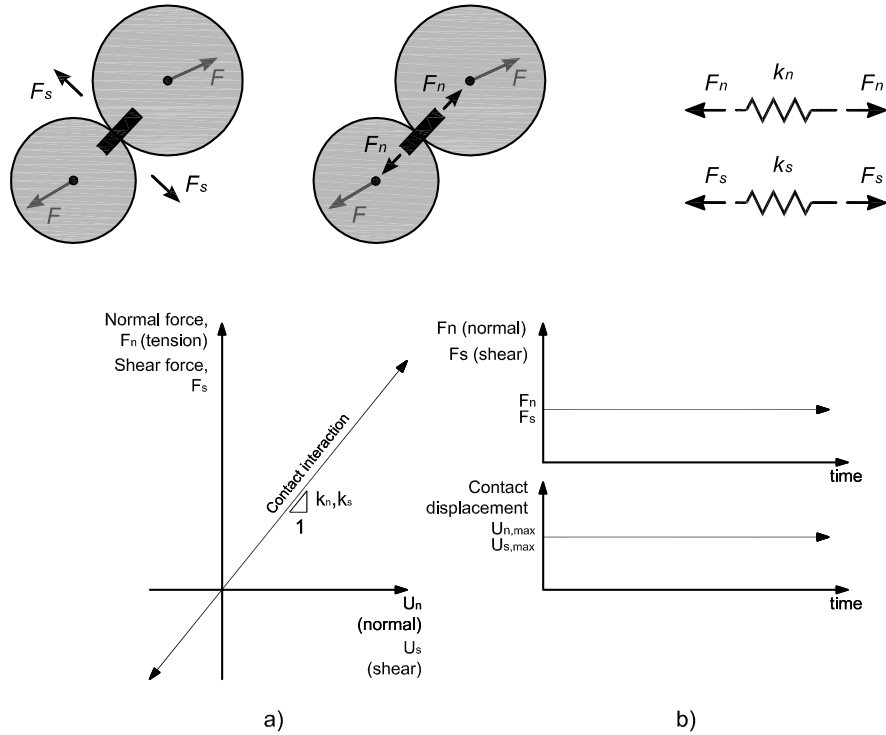 F
Fs
F
Fs
F
Fn
Fn
F
Fn
kn
Fn
Fs
ks
Fs
Normal force,
Fn (tension)
Shear force,
Fs
Contact interaction
kn,ks
1
Un
(normal)
Us
(shear)
a)
Fn (normal)
Fs (shear)
Fn
Fs
time
Contact
displacement
Un,max
Us,max
time
b)